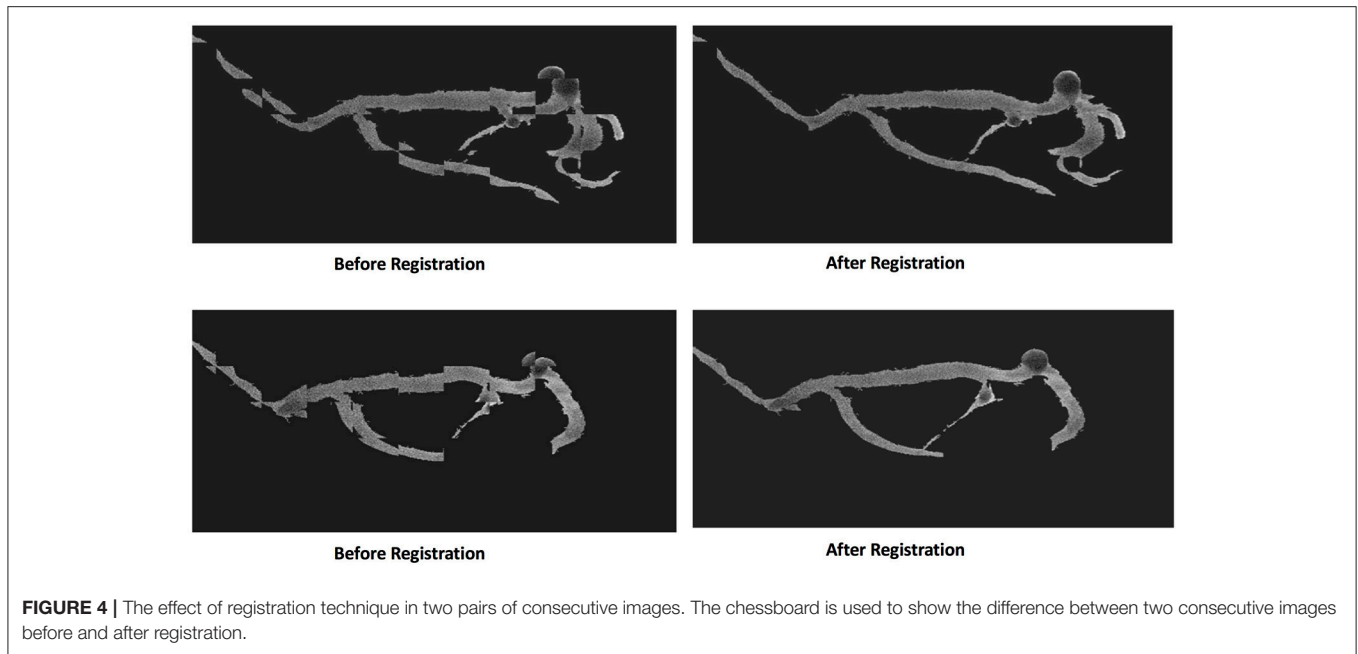 Before Registration
After Registration
Before Registration
After Registration
FIGURE 4 | The effect of registration technique in two pairs of consecutive images. The chessboard is used to show the difference between two consecutive images
before and after registration.